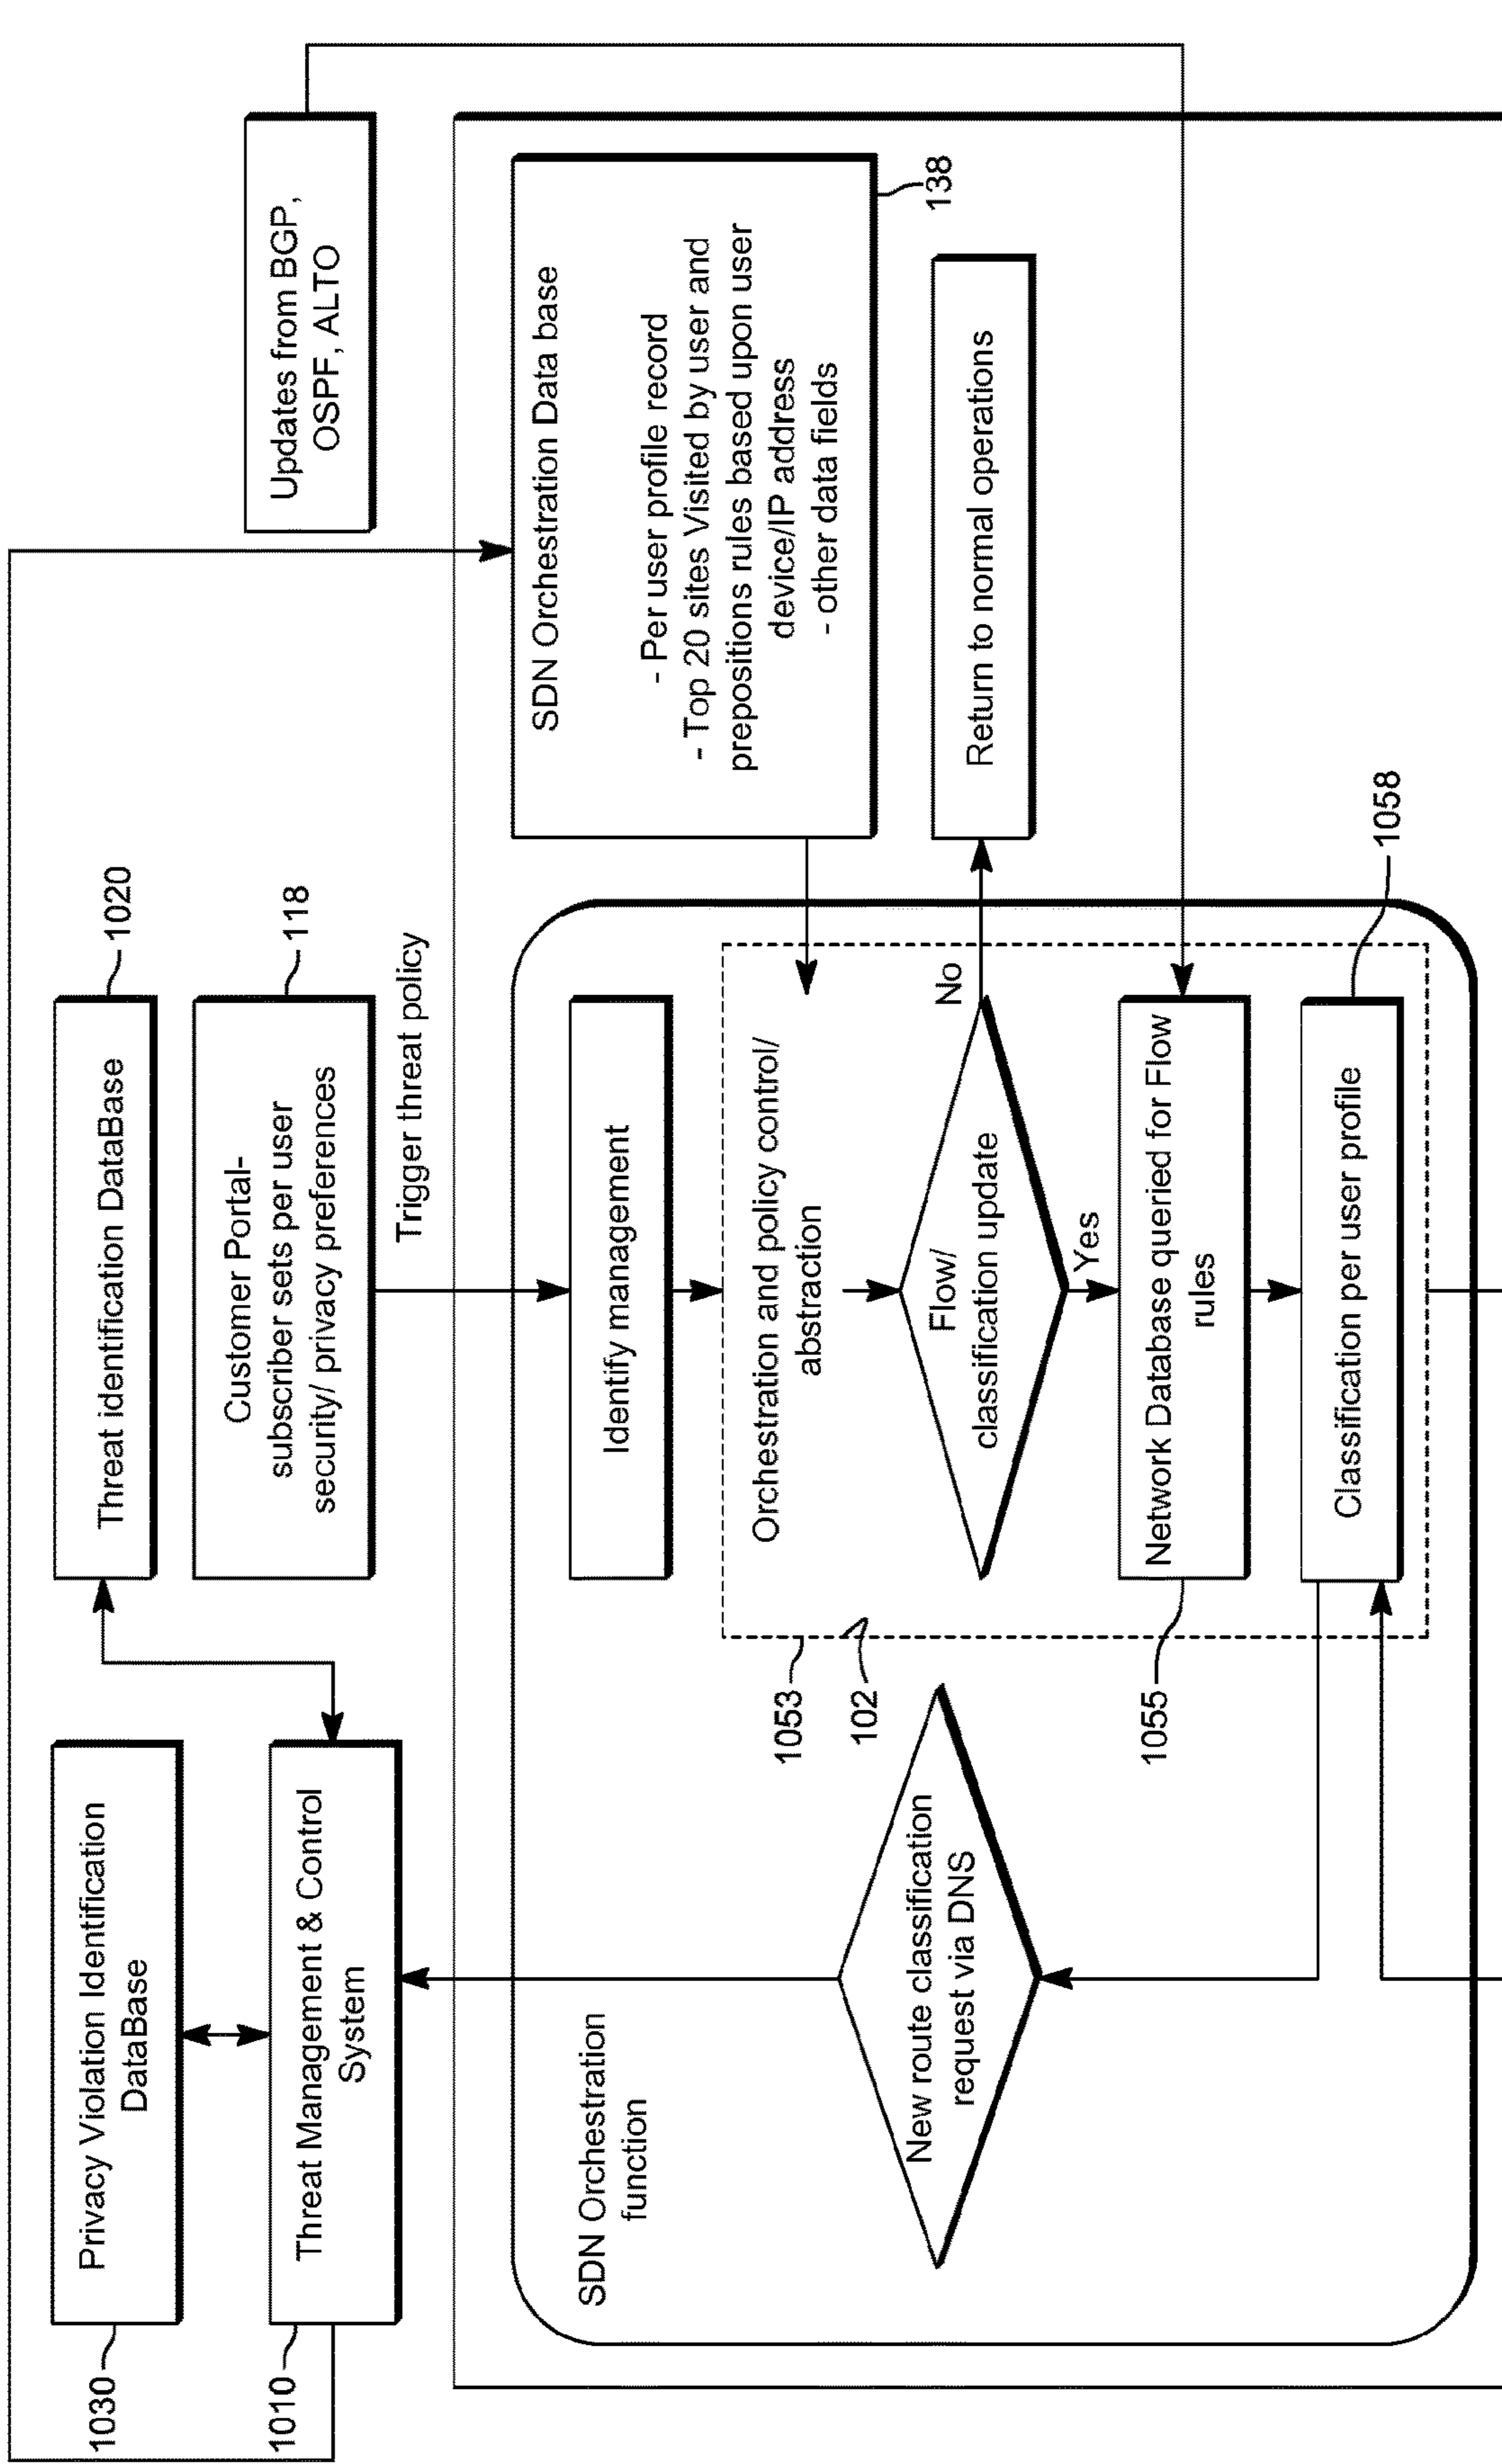 1030
Privacy Violation Identification
DataBase
1010
Threat Management & Control
System
Threat identification DataBase
1020
Customer Portal-
subscriber sets per user
security/ privacy preferences
118
Trigger threat policy
Updates from BGP,
OSPF, ALTO
SDN Orchestration
function
New route classification
request via DNS
Identify management
1053
102
Orchestration and policy control/
abstraction
Flow/
classification update
No
Yes
1055
Network Database queried for Flow
rules
Classification per user profile
1058
SDN Orchestration Data base
- Per user profile record
- Top 20 sites Visited by user and
prepositions rules based upon user
device/IP address
- other data fields
138
Return to normal operations